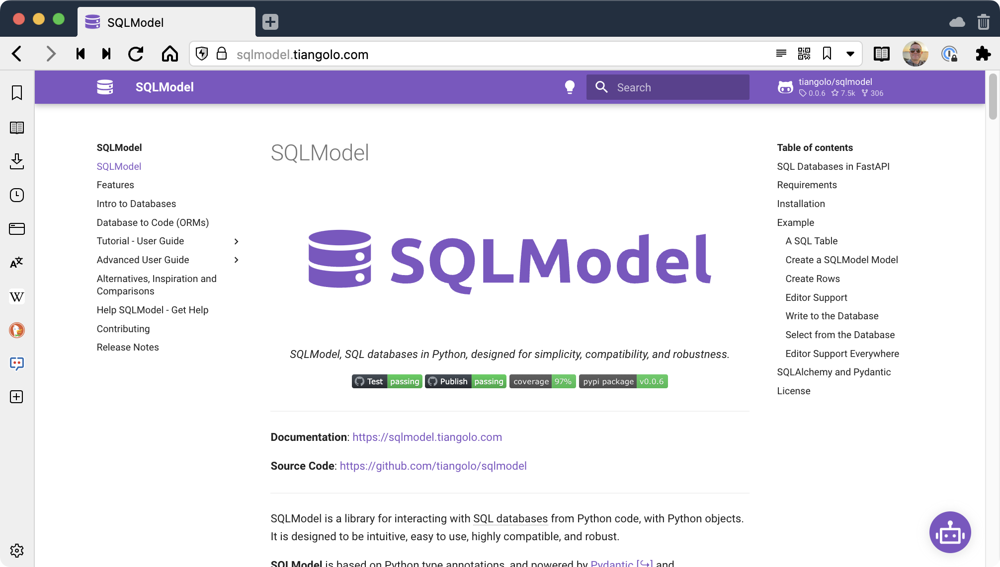 SQLModel
sqlmodel.tiangolo.com
SQLModel
Search
tiangolo/sqlmodel
0.0.6 7.5k 306
SQLModel
SQLModel
Features
Intro to Databases
Database to Code (ORMs)
Tutorial - User Guide
Advanced User Guide
Alternatives, Inspiration and
Comparisons
Help SQLModel - Get Help
Contributing
Release Notes
SQLModel
SQLModel
SQLModel, SQL databases in Python, designed for simplicity, compatibility, and robustness.
Test passing Publish passing coverage 97% pypi package v0.0.6
Documentation: https://sqlmodel.tiangolo.com
Source Code: https://github.com/tiangolo/sqlmodel
SQLModel is a library for interacting with SQL databases from Python code, with Python objects.
It is designed to be intuitive, easy to use, highly compatible, and robust.
SQLModel is based on Python type annotations, and powered by Pydantic [↪] and
Table of contents
SQL Databases in FastAPI
Requirements
Installation
Example
A SQL Table
Create a SQLModel Model
Create Rows
Editor Support
Write to the Database
Select from the Database
Editor Support Everywhere
SQLAlchemy and Pydantic
License
W